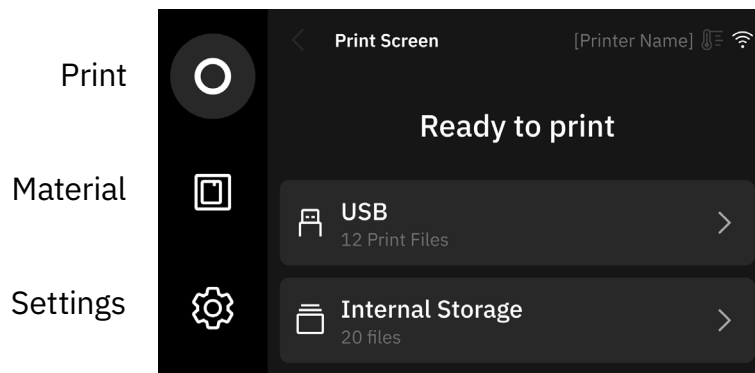 Print
Material
Settings
Print Screen
[Printer Name]
Ready to print
USB
12 Print Files
Internal Storage
20 files